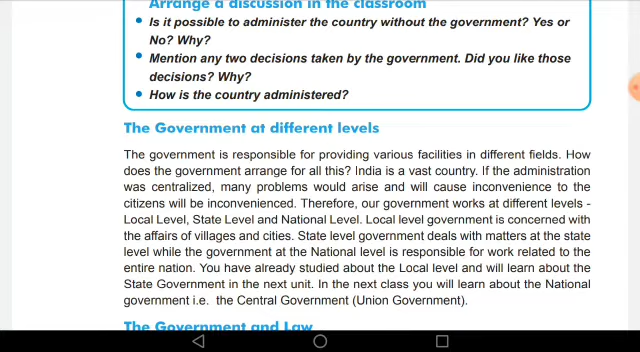 Arrange a discussion in the classroom
• Is it possible to administer the country without the government? Yes or
No? Why?
• Mention any two decisions taken by the government. Did you like those
decisions? Why?
• How is the country administered?
The Government at different levels
The government is responsible for providing various facilities in different fields. How
does the government arrange for all this? India is a vast country. If the administration
was centralized, many problems would arise and will cause inconvenience to the
citizens will be inconvenienced. Therefore, our government works at different levels -
Local Level, State Level and National Level. Local level government is concerned with
the affairs of villages and cities. State level government deals with matters at the state
level while the government at the National level is responsible for work related to the
entire nation. You have already studied about the Local level and will learn about the
State Government in the next unit. In the next class you will learn about the National
government i.e. the Central Government (Union Government).
The Government and Law